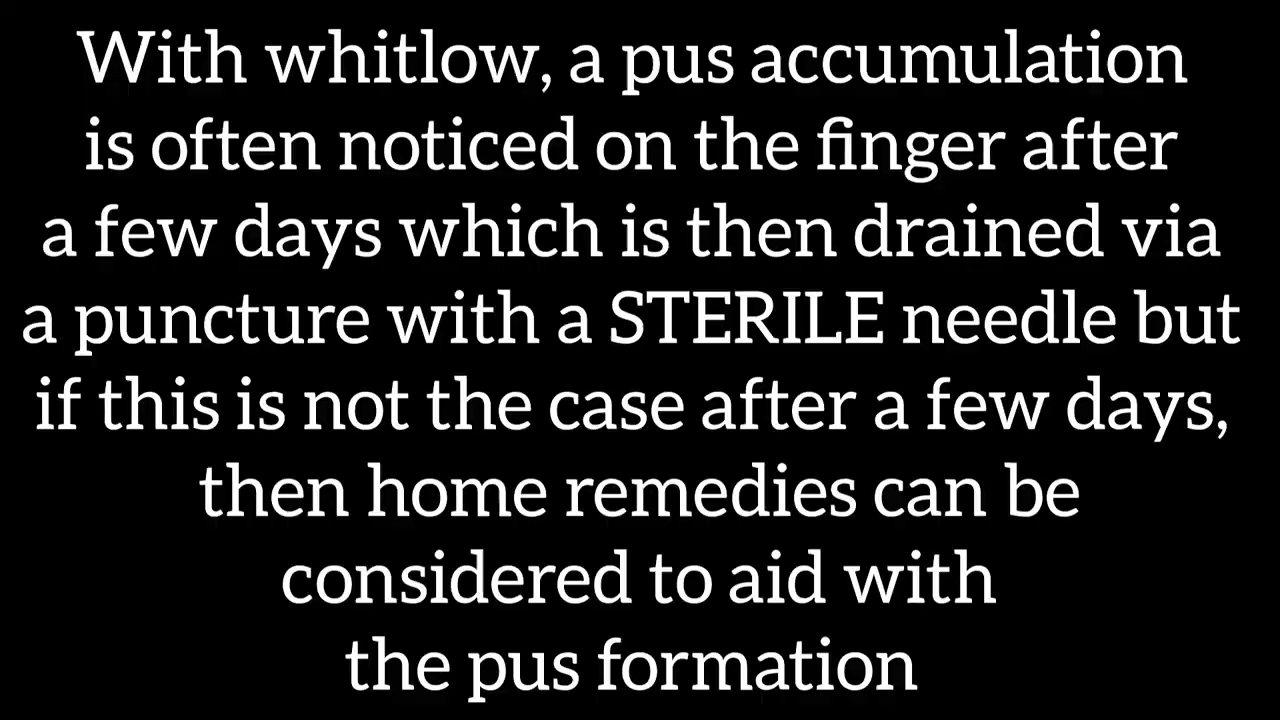 With whitlow, a pus accumulation
is often noticed on the finger after
a few days which is then drained via
a puncture with a STERILE needle but
if this is not the case after a few days,
then home remedies can be
considered to aid with
the pus formation